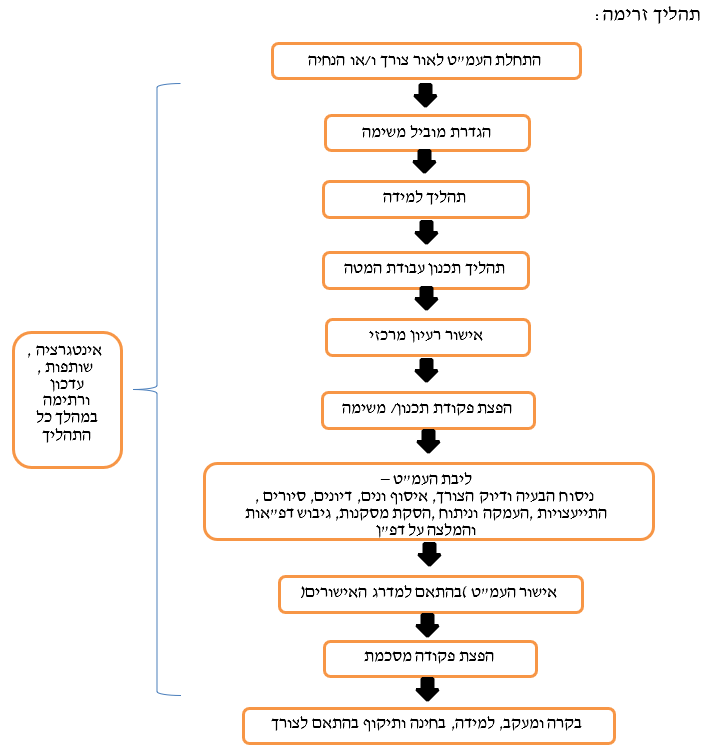 תהליך זרימה:
התחלת העמ"ט לאור צורך ו/או הנחיה
הגדרת מוביל משימה
תהליך למידה
תהליך תכנון עבודת המטה
אישור רעיון מרכזי
הפצת פקודת תכנון/ משימה
ליבת העמ"ט –
ניסוח הבעיה ודיוק הצורך, איסוף ונים, דיונים, סיורים ,
התייעצויות ,העמקה וניתוח ,הסקת מסקנות, גיבוש דפ"אות
והמלצה על דפ"ן
אישור העמ"ט )בהתאם למדרג האישורים(
הפצת פקודה מסכמת
בקרה ומעקב, למידה, בחינה ותיקוף בהתאם לצורך
אינטגרציה ,
שותפות ,
עדכון
ורתימה
במהלך כל
התהליך